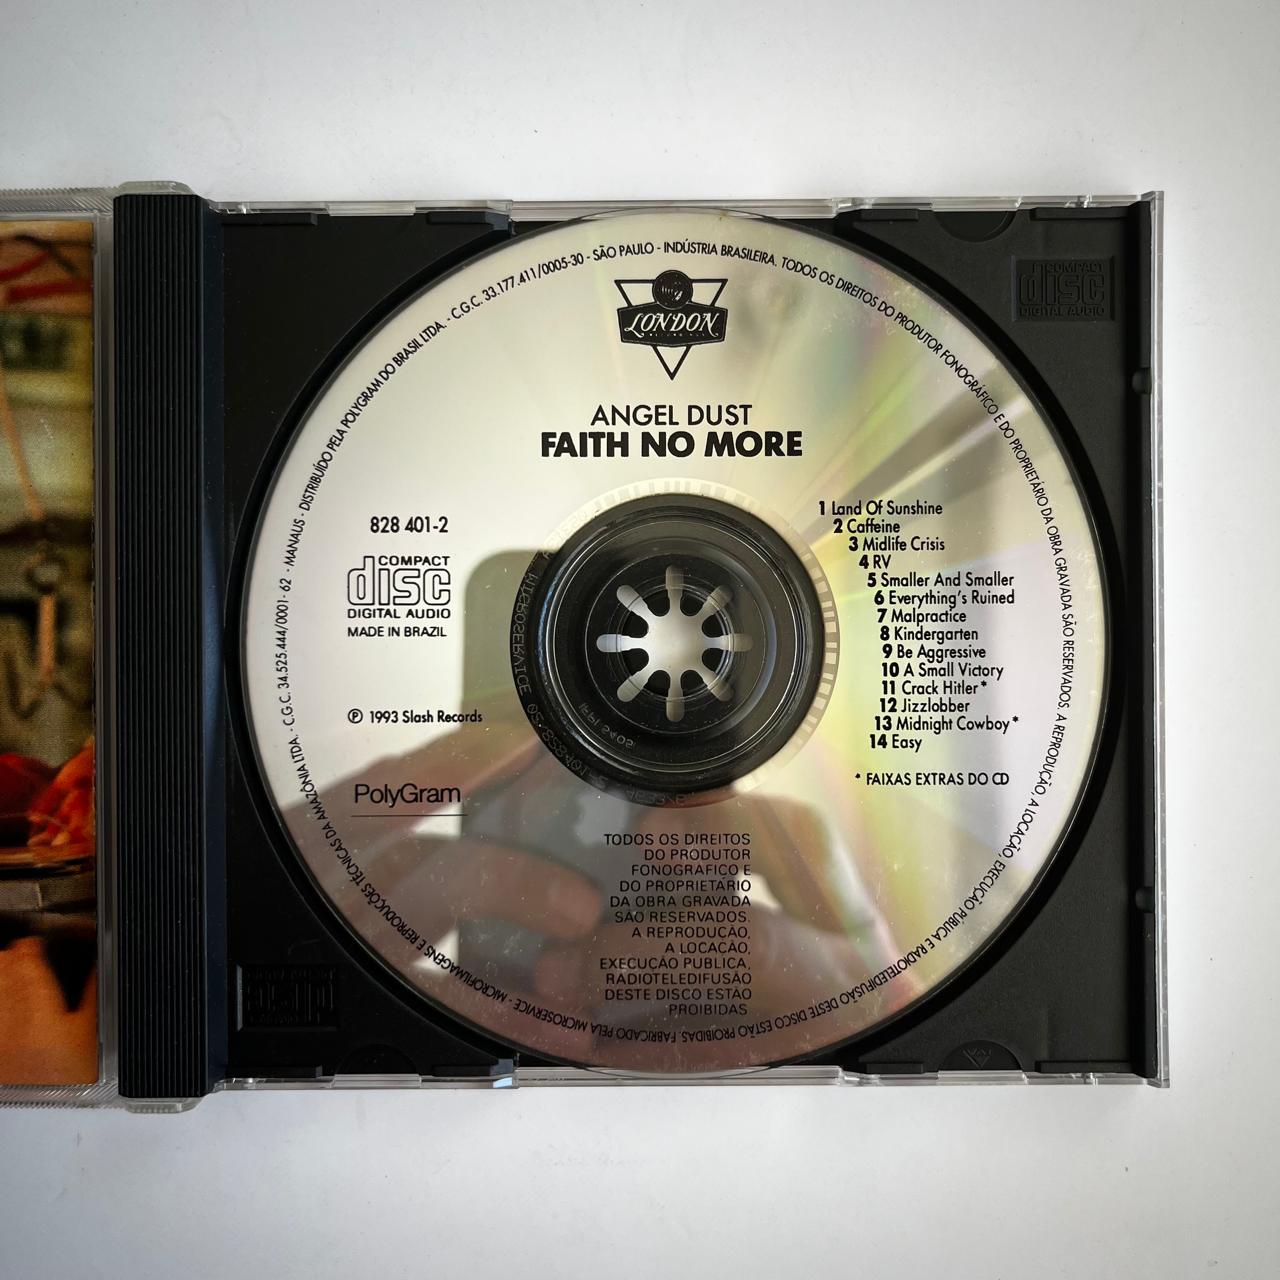 DISTRIBUÍDO PELA POLYGRAM DO BRASIL LTDA. - C.G.C. 33.177.411/0005-30 - SÃO PAULO - INDÚSTRIA BRASILEIRA. TODOS OS DIREITOS DO PRODUTOR FONOGRÁFICO E DO PROPRIETÁRIO DA OBRA GRAVADA SÃO RESERVADOS. A REPRODUÇÃO, A LOCAÇÃO, EXECUÇÃO PÚBLICA E RADIOTELEDIFUSÃO DESTE DISCO ESTÃO PROIBIDAS. FABRICADO PELA MICROSERVICE - MICROFILMAGENS E REPRODUÇÕES TÉCNICAS DA AMAZÔNIA LTDA. - C.G.C. 34.525.444/0001-62 - MANAUS -
LONDON
COMPACT
disc
DIGITAL AUDIO
ANGEL DUST
FAITH NO MORE
828 401-2
COMPACT
disc
DIGITAL AUDIO
MADE IN BRAZIL
℗ 1993 Slash Records
PolyGram
1 Land Of Sunshine
2 Caffeine
3 Midlife Crisis
4 RV
5 Smaller And Smaller
6 Everything's Ruined
7 Malpractice
8 Kindergarten
9 Be Aggressive
10 A Small Victory
11 Crack Hitler*
12 Jizzlobber
13 Midnight Cowboy*
14 Easy
* FAIXAS EXTRAS DO CD
MICROSERVICE
TODOS OS DIREITOS
DO PRODUTOR
FONOGRAFICO E
DO PROPRIETÁRIO
DA OBRA GRAVADA
SÃO RESERVADOS.
A REPRODUÇÃO,
A LOCAÇÃO,
EXECUÇÃO PUBLICA,
RADIOTELEDIFUSÃO
DESTE DISCO ESTÃO
PROIBIDAS